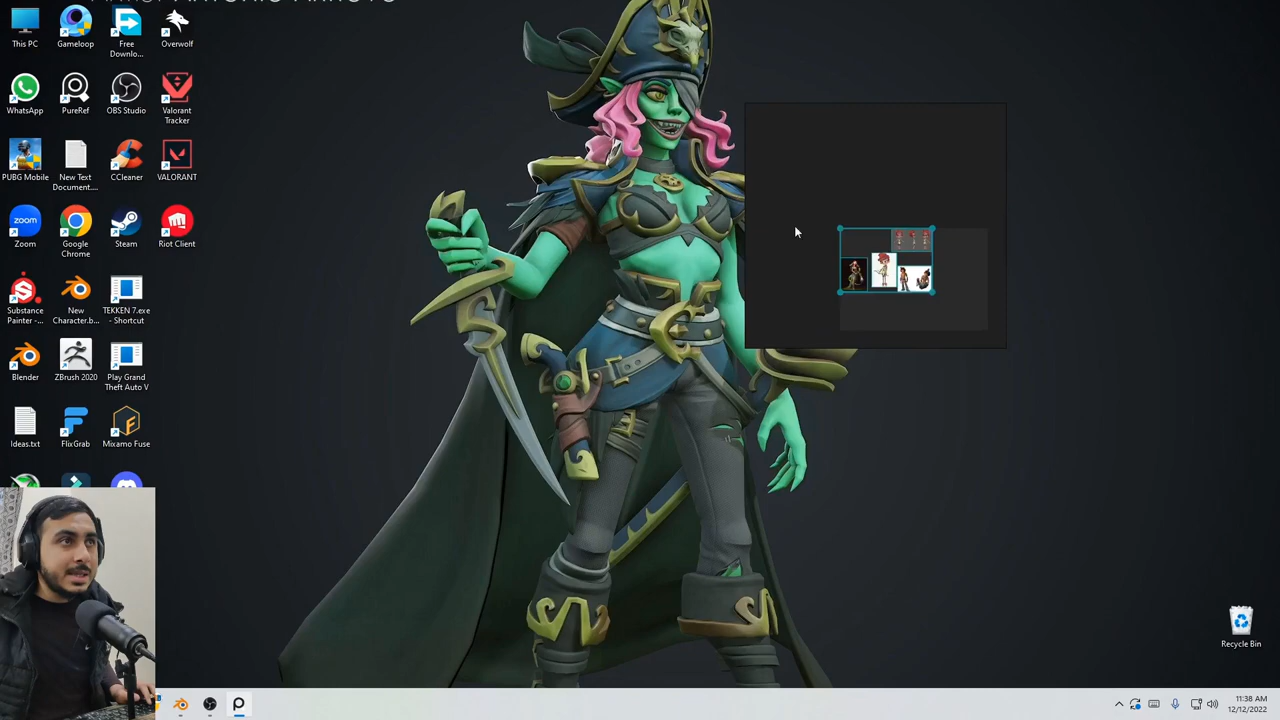 This PC
Gameloop
Free
Downlo...
Overwolf
WhatsApp
PureRef
OBS Studio
Valorant
Tracker
PUBG Mobile
New Text
Document....
CCleaner
VALORANT
Zoom
zoom
Google
Chrome
Steam
Riot Client
Substance
Painter -...
New
Character.b...
TEKKEN 7.exe
- Shortcut
Blender
ZBrush 2020
Play Grand
Theft Auto V
Ideas.txt
FlixGrab
Mixamo Fuse
Recycle Bin
11:38 AM
12/12/2022